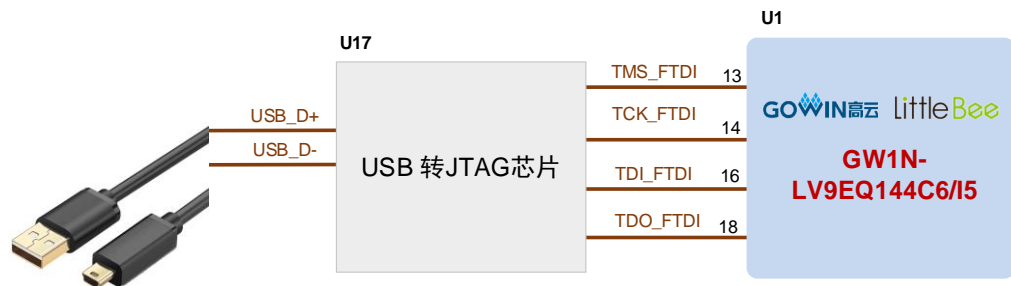 U1
U17
TMS_FTDI 13
GOWIN高云 LittleBee
TCK_FTDI 14
USB_D+
USB_D-
USB 转JTAG芯片
GW1N-
LV9EQ144C6/I5
TDI_FTDI 16
TDO_FTDI 18